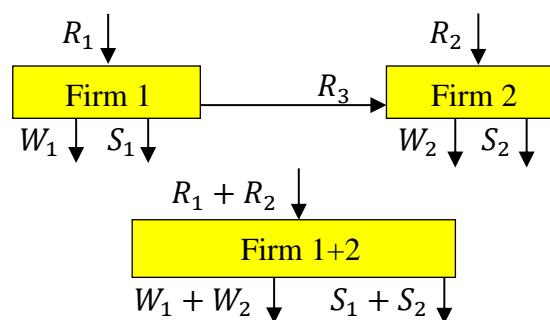 R₁ R₂
Firm 1 R₃ Firm 2
W₁ S₁ W₂ S₂
R₁ + R₂
Firm 1+2
W₁ + W₂ S₁ + S₂